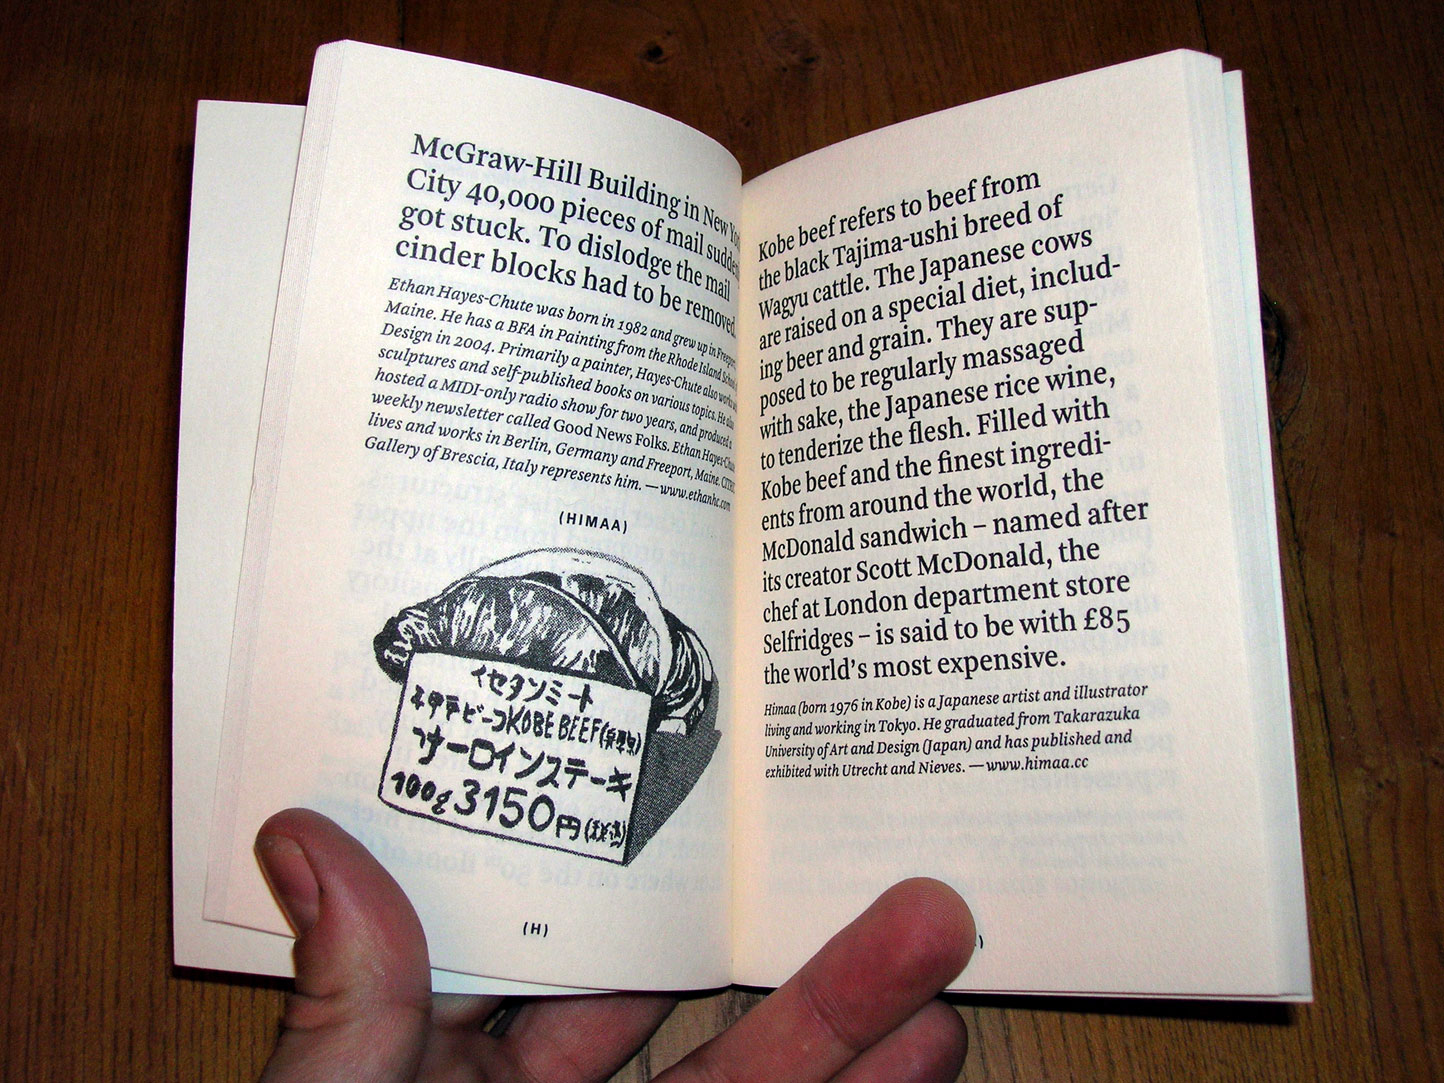 McGraw-Hill Building in New Yor
City 40,000 pieces of mail sudden
got stuck. To dislodge the mail
cinder blocks had to be removed.
Ethan Hayes-Chute was born in 1982 and grew up in Freeport,
Maine. He has a BFA in Painting from the Rhode Island School
Design in 2004. Primarily a painter, Hayes-Chute also works
sculptures and self-published books on various topics. He also
hosted a MIDI-only radio show for two years, and produced a
weekly newsletter called Good News Folks. Ethan Hayes-Chute
lives and works in Berlin, Germany and Freeport, Maine.
Gallery of Brescia, Italy represents him. — www.ethanhc.com
(HIMAA)
イセタンミート
KOBE BEEF
サーロインステーキ
100g 3150円
(H)
Kobe beef refers to beef from
the black Tajima-ushi breed of
Wagyu cattle. The Japanese cows
are raised on a special diet, includ-
ing beer and grain. They are sup-
posed to be regularly massaged
with sake, the Japanese rice wine,
to tenderize the flesh. Filled with
Kobe beef and the finest ingredi-
ents from around the world, the
McDonald sandwich – named after
its creator Scott McDonald, the
chef at London department store
Selfridges – is said to be with £85
the world's most expensive.
Himaa (born 1976 in Kobe) is a Japanese artist and illustrator
living and working in Tokyo. He graduated from Takarazuka
University of Art and Design (Japan) and has published and
exhibited with Utrecht and Nieves. — www.himaa.cc